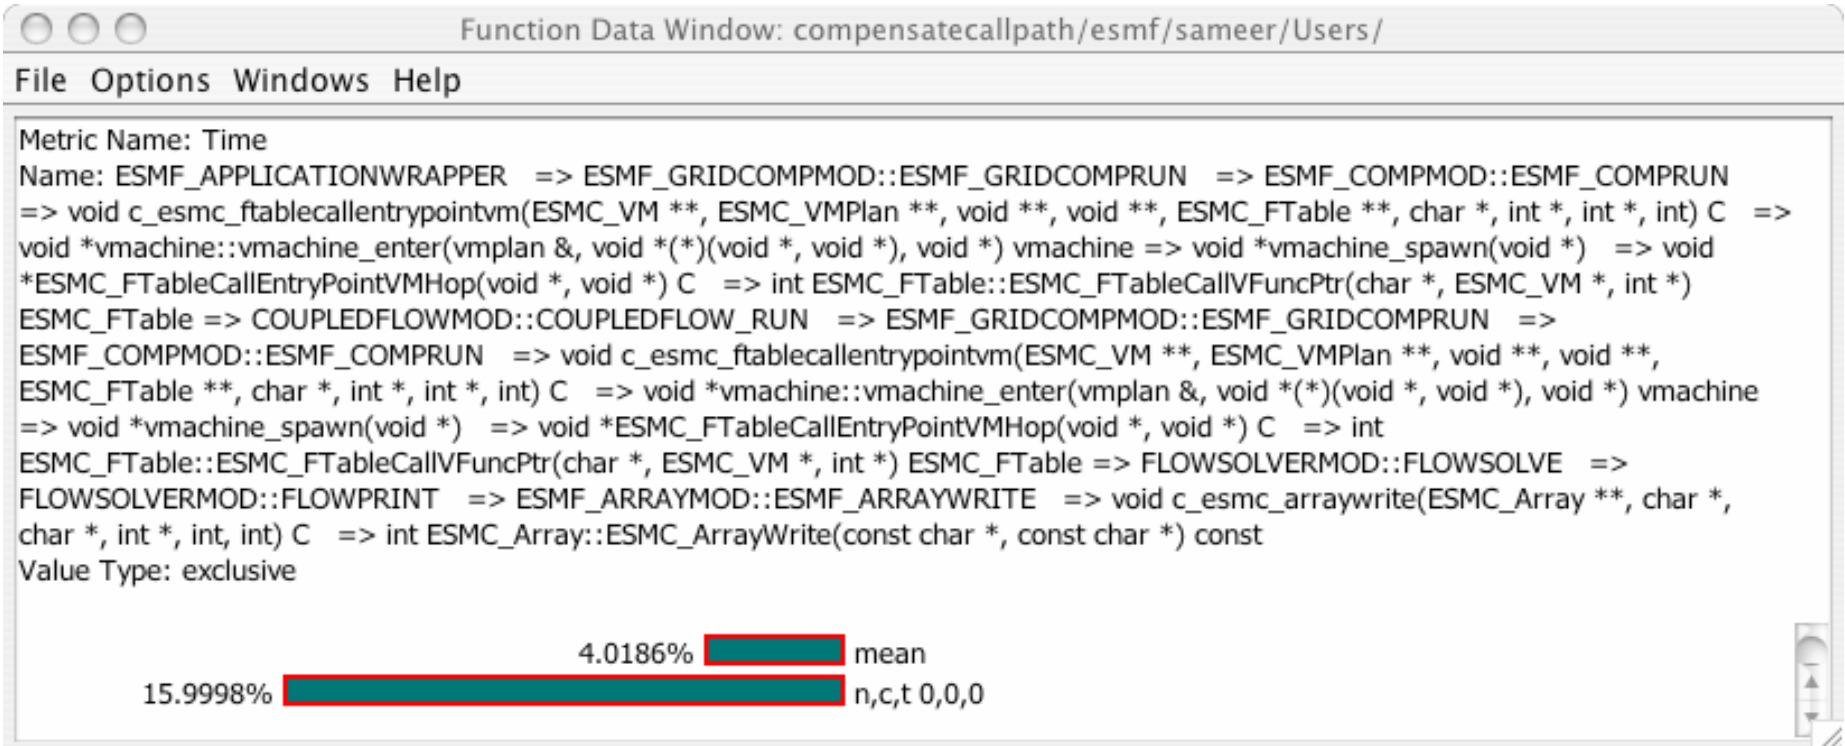 Function Data Window: compensatecallpath/esmf/sameer/Users/
File Options Windows Help
Metric Name: Time
Name: ESMF_APPLICATIONWRAPPER => ESMF_GRIDCOMPMOD::ESMF_GRIDCOMPRUN => ESMF_COMPMOD::ESMF_COMPRUN
=> void c_esmc_ftablecallentrypointvm(ESMC_VM **, ESMC_VMPlan **, void **, void **, ESMC_FTable **, char *, int *, int *, int) C =>
void *vmachine::vmachine_enter(vmplan &, void *(*)(void *, void *), void *) vmachine => void *vmachine_spawn(void *) => void
*ESMC_FTableCallEntryPointVMHop(void *, void *) C => int ESMC_FTable::ESMC_FTableCallVFuncPtr(char *, ESMC_VM *, int *)
ESMC_FTable => COUPLEDFLOWMOD::COUPLEDFLOW_RUN => ESMF_GRIDCOMPMOD::ESMF_GRIDCOMPRUN =>
ESMF_COMPMOD::ESMF_COMPRUN => void c_esmc_ftablecallentrypointvm(ESMC_VM **, ESMC_VMPlan **, void **, void **,
ESMC_FTable **, char *, int *, int *, int) C => void *vmachine::vmachine_enter(vmplan &, void *(*)(void *, void *), void *) vmachine
=> void *vmachine_spawn(void *) => void *ESMC_FTableCallEntryPointVMHop(void *, void *) C => int
ESMC_FTable::ESMC_FTableCallVFuncPtr(char *, ESMC_VM *, int *) ESMC_FTable => FLOWSOLVERMOD::FLOWSOLVE =>
FLOWSOLVERMOD::FLOWPRINT => ESMF_ARRAYMOD::ESMF_ARRAYWRITE => void c_esmc_arraywrite(ESMC_Array **, char *,
char *, int *, int, int) C => int ESMC_Array::ESMC_ArrayWrite(const char *, const char *) const
Value Type: exclusive
4.0186% mean
15.9998% n,c,t 0,0,0